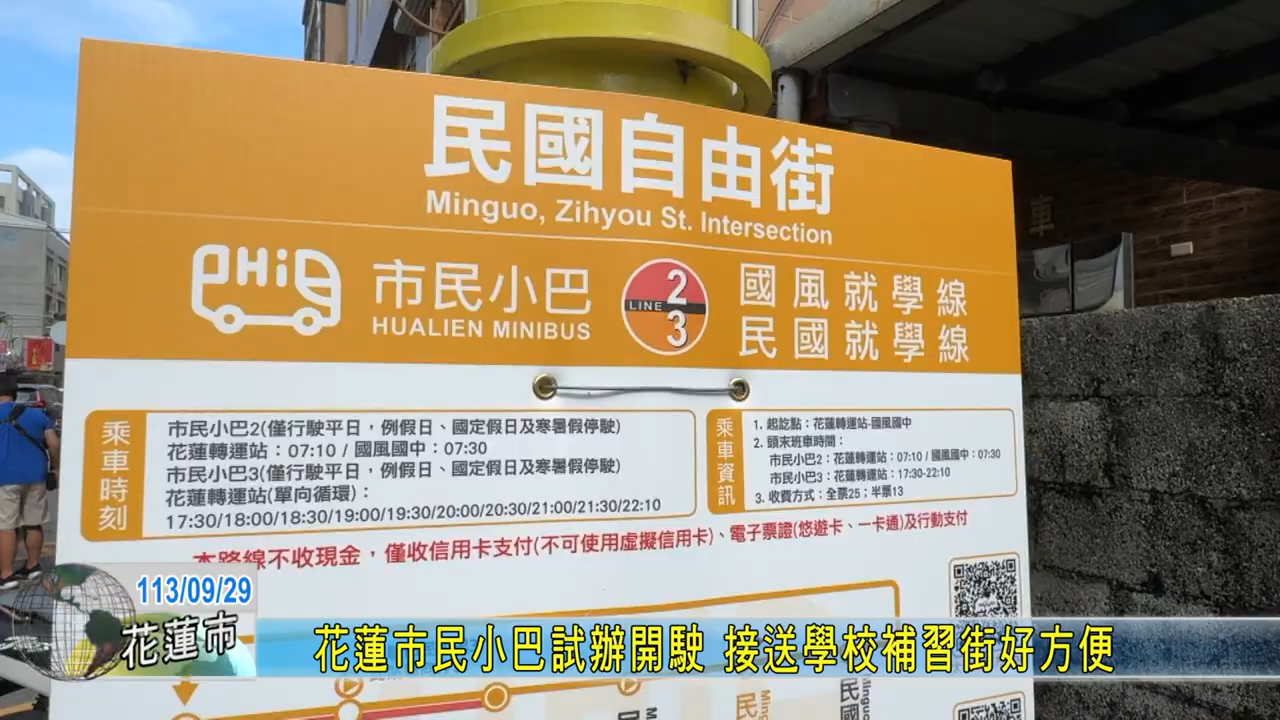 民國自由街
Minguo, Zihyou St. Intersection
PHiD
市民小巴
HUALIEN MINIBUS
LINE 2 3
國風就學線
民國就學線
乘車時刻
市民小巴2(僅行駛平日，例假日、國定假日及寒暑假停駛)
花蓮轉運站：07:10 / 國風國中：07:30
市民小巴3(僅行駛平日，例假日、國定假日及寒暑假停駛)
花蓮轉運站(單向循環)：
17:30/18:00/18:30/19:00/19:30/20:00/20:30/21:00/21:30/22:10
乘車資訊
1. 起訖點：花蓮轉運站-國風國中
2. 頭末班車時間：
市民小巴2：花蓮轉運站：07:10 / 國風國中：07:30
市民小巴3：花蓮轉運站：17:30-22:10
3. 收費方式：全票25；半票13
本路線不收現金，僅收信用卡支付(不可使用虛擬信用卡)、電子票證(悠遊卡、一卡通)及行動支付
車
113/09/29
花蓮市
花蓮市民小巴試辦開駛 接送學校補習街好方便
民國
Minguo